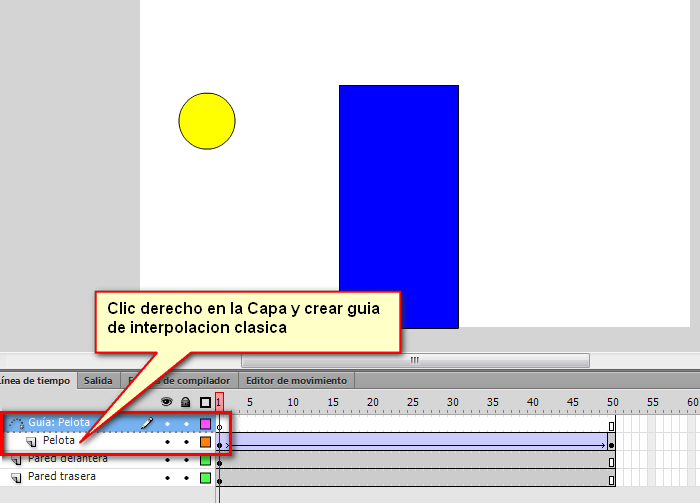 Clic derecho en la Capa y crear guia
de interpolacion clasica
Línea de tiempo Salida de compilador Editor de movimiento
1 5 10 15 20 25 30 35 40 45 50 55 60
Guía: Pelota
Pelota
Pared delantera
Pared trasera